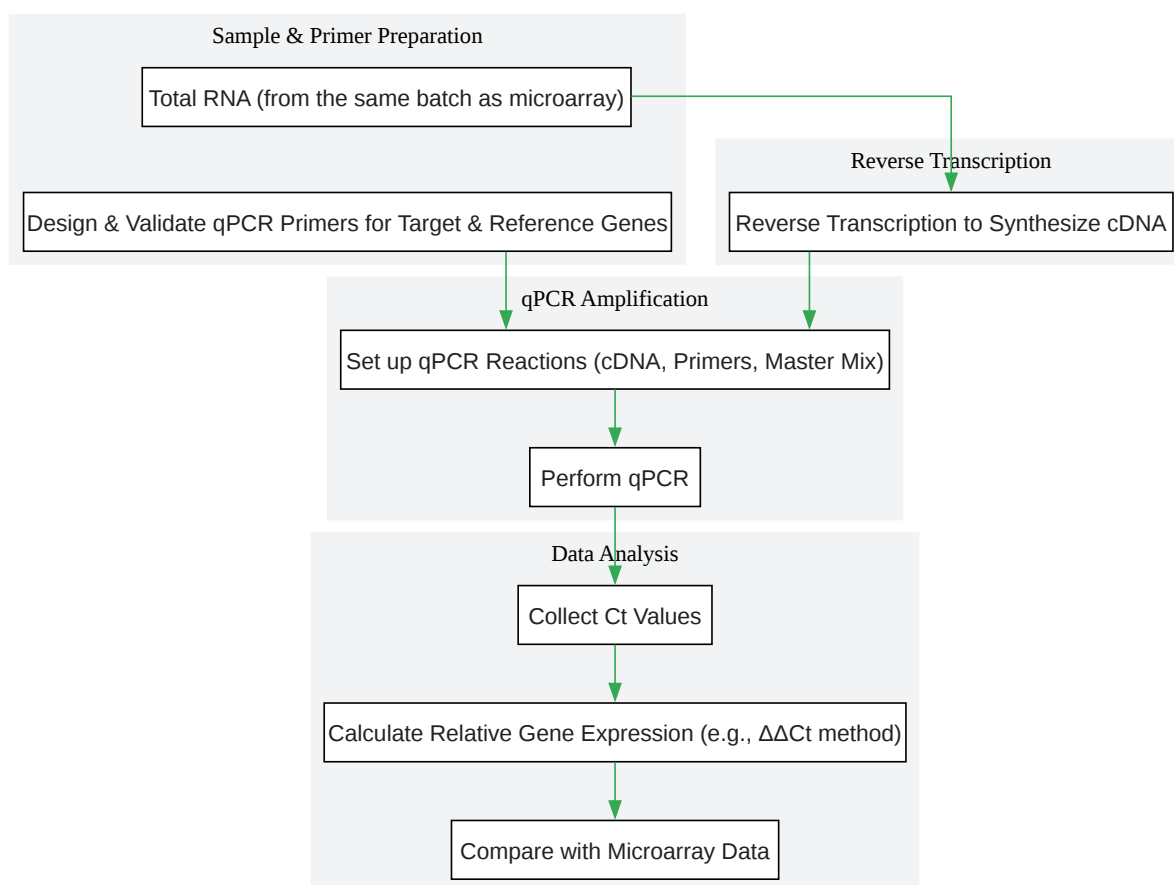 Sample & Primer Preparation
Total RNA (from the same batch as microarray)
Reverse Transcription
Design & Validate qPCR Primers for Target & Reference Genes
Reverse Transcription to Synthesize cDNA
qPCR Amplification
Set up qPCR Reactions (cDNA, Primers, Master Mix)
Perform qPCR
Data Analysis
Collect Ct Values
Calculate Relative Gene Expression (e.g., ΔΔCt method)
Compare with Microarray Data